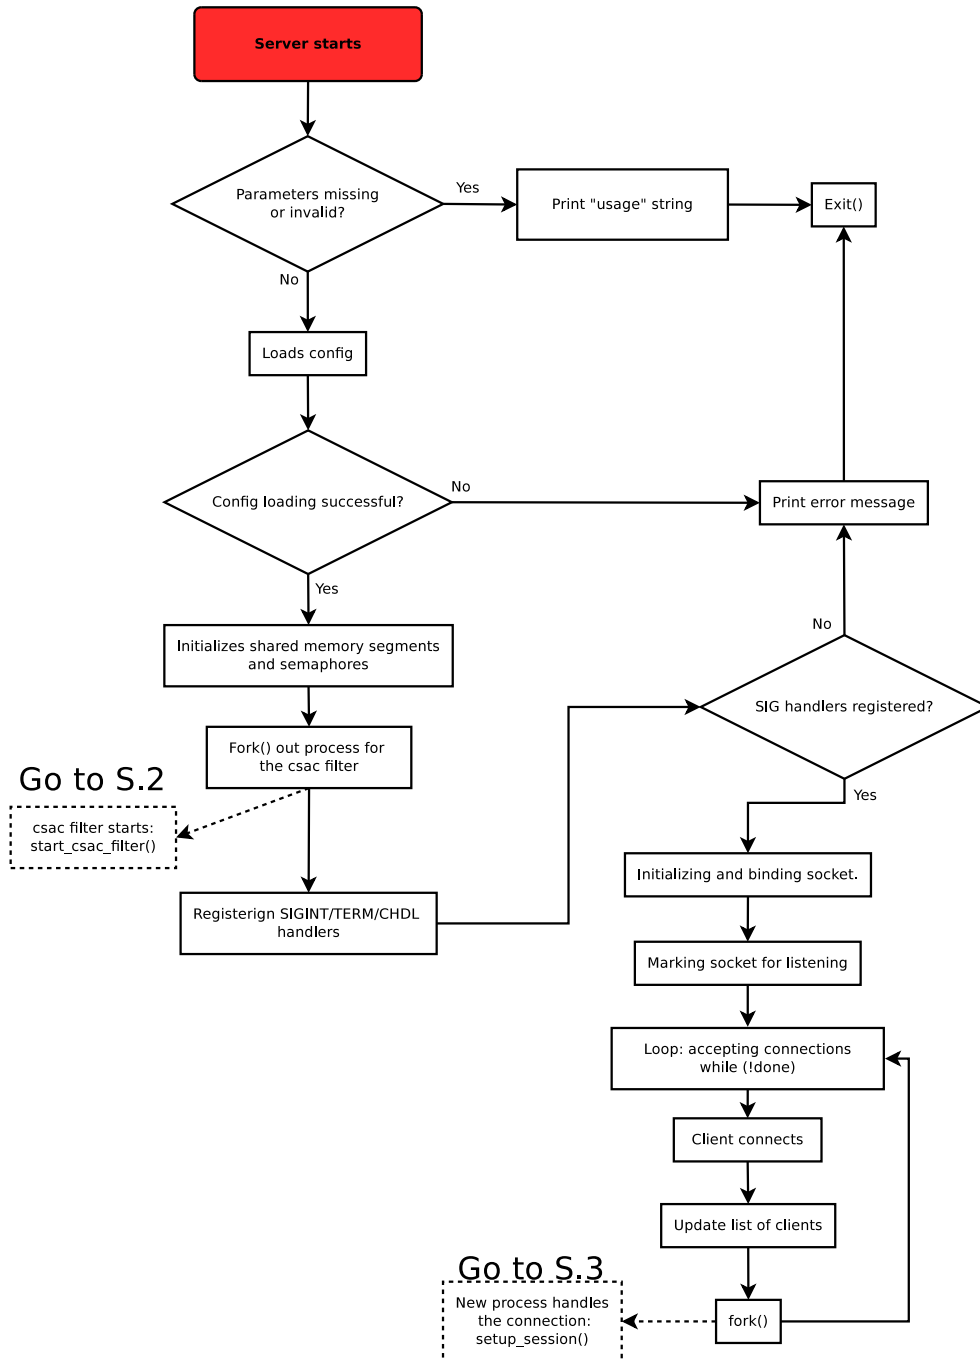 Server starts
Parameters missing
or invalid?
Yes
Print "usage" string
Exit()
No
Loads config
Config loading successful?
No
Print error message
Yes
Initializes shared memory segments
and semaphores
No
SIG handlers registered?
Fork() out process for
the csac filter
Go to S.2
csac filter starts:
start_csac_filter()
Yes
Registerign SIGINT/TERM/CHDL
handlers
Initializing and binding socket.
Marking socket for listening
Loop: accepting connections
while (!done)
Client connects
Update list of clients
Go to S.3
New process handles
the connection:
setup_session()
fork()